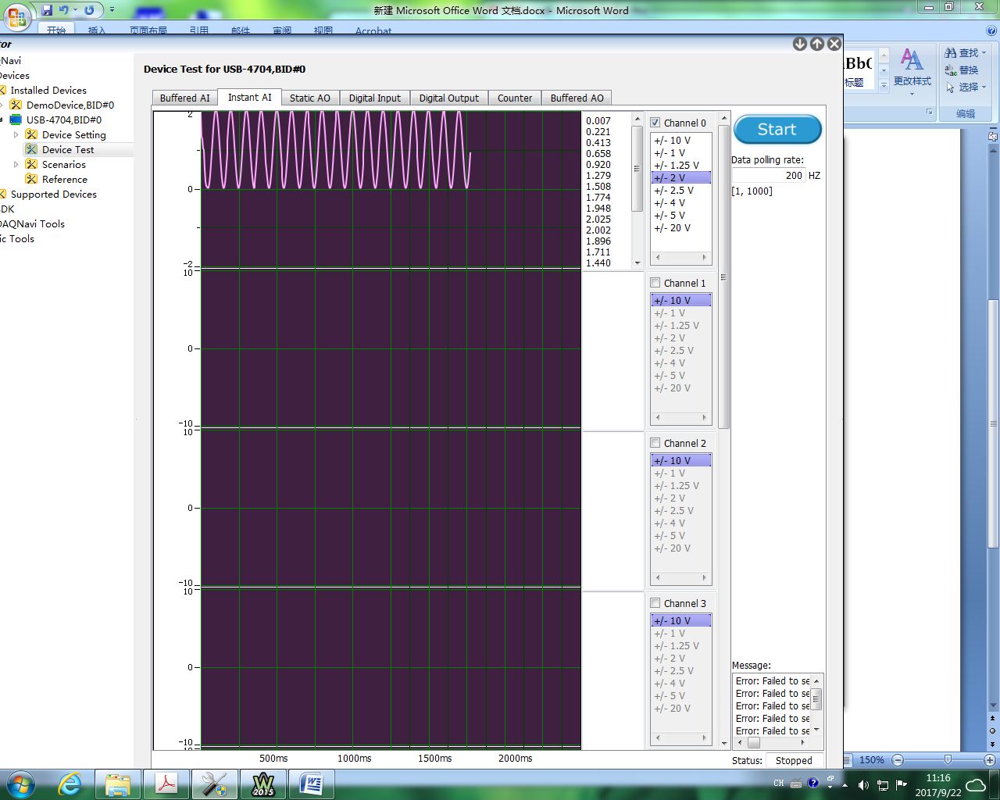 新建 Microsoft Office Word 文档.docx - Microsoft Word
开始 插入 页面布局 引用 邮件 审阅 视图 Acrobat
查找
替换
选择
更改样式
标题
编辑
Device Test for USB-4704,BID#0
Installed Devices
DemoDevice,BID#0
USB-4704,BID#0
Device Setting
Device Test
Scenarios
Reference
Supported Devices
Buffered AI Instant AI Static AO Digital Input Digital Output Counter Buffered AO
2
0
-2
10
0
-10
10
0
-10
10
0
-10
500ms 1000ms 1500ms 2000ms
0.007
0.221
0.413
0.658
0.920
1.279
1.508
1.774
1.948
2.025
2.002
1.896
1.711
1.440
Channel 0
+/- 10 V
+/- 1 V
+/- 1.25 V
+/- 2 V
+/- 2.5 V
+/- 4 V
+/- 5 V
+/- 20 V
Channel 1
+/- 10 V
+/- 1 V
+/- 1.25 V
+/- 2 V
+/- 2.5 V
+/- 4 V
+/- 5 V
+/- 20 V
Channel 2
+/- 10 V
+/- 1 V
+/- 1.25 V
+/- 2 V
+/- 2.5 V
+/- 4 V
+/- 5 V
+/- 20 V
Channel 3
+/- 10 V
+/- 1 V
+/- 1.25 V
+/- 2 V
+/- 2.5 V
+/- 4 V
+/- 5 V
+/- 20 V
Start
Data polling rate:
200 HZ
[1, 1000]
Message:
Error: Failed to se
Error: Failed to se
Error: Failed to se
Error: Failed to se
Error: Failed to se
Status: Stopped
150%
2015
CH
11:16
2017/9/22